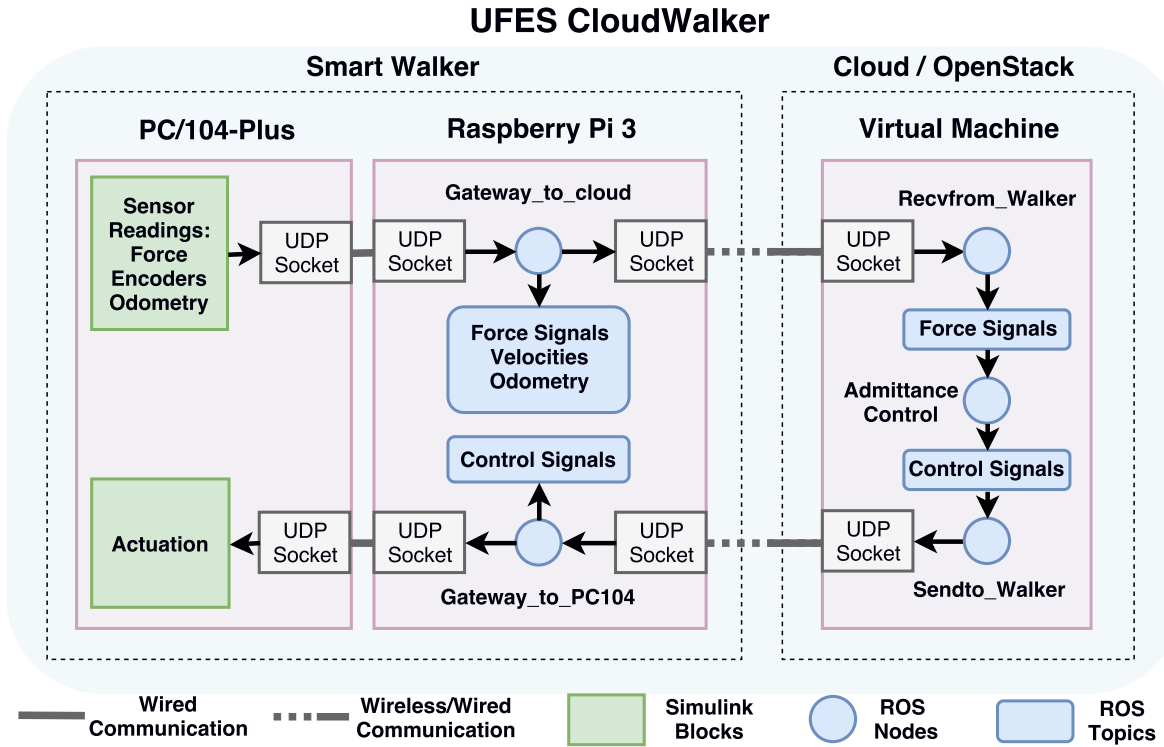 UFES CloudWalker
Smart Walker
Cloud / OpenStack
PC/104-Plus
Raspberry Pi 3
Virtual Machine
Sensor
Readings:
Force
Encoders
Odometry
UDP
Socket
UDP
Socket
Gateway_to_cloud
UDP
Socket
Force Signals
Velocities
Odometry
UDP
Socket
Recvfrom_Walker
Force Signals
Admittance
Control
Control Signals
Control Signals
Actuation
UDP
Socket
UDP
Socket
Gateway_to_PC104
UDP
Socket
UDP
Socket
Sendto_Walker
Wired
Communication
Wireless/Wired
Communication
Simulink
Blocks
ROS
Nodes
ROS
Topics